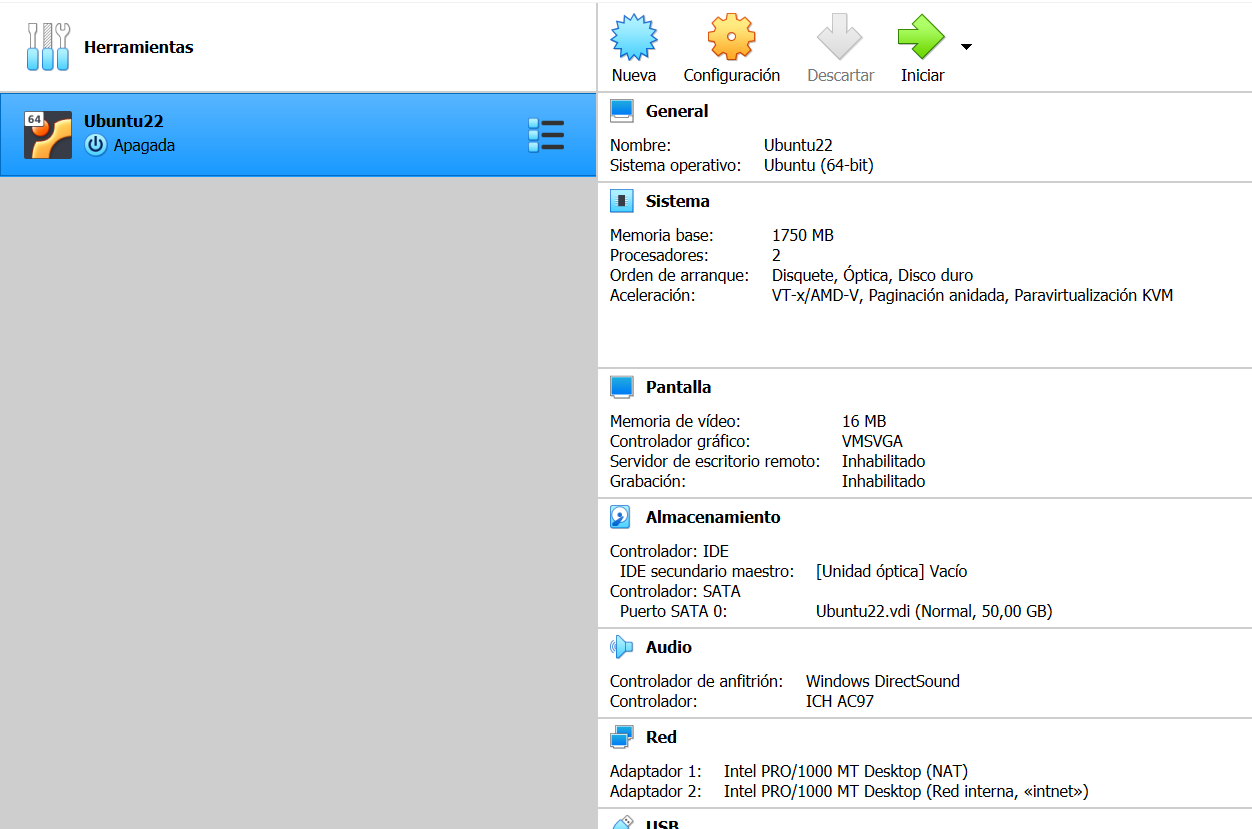 Herramientas
Nueva Configuración Descartar Iniciar
64 Ubuntu22
Apagada
General
Nombre: Ubuntu22
Sistema operativo: Ubuntu (64-bit)
Sistema
Memoria base: 1750 MB
Procesadores: 2
Orden de arranque: Disquete, Óptica, Disco duro
Aceleración: VT-x/AMD-V, Paginación anidada, Paravirtualización KVM
Pantalla
Memoria de vídeo: 16 MB
Controlador gráfico: VMSVGA
Servidor de escritorio remoto: Inhabilitado
Grabación: Inhabilitado
Almacenamiento
Controlador: IDE
IDE secundario maestro: [Unidad óptica] Vacío
Controlador: SATA
Puerto SATA 0: Ubuntu22.vdi (Normal, 50,00 GB)
Audio
Controlador de anfitrión: Windows DirectSound
Controlador: ICH AC97
Red
Adaptador 1: Intel PRO/1000 MT Desktop (NAT)
Adaptador 2: Intel PRO/1000 MT Desktop (Red interna, «intnet»)
USB